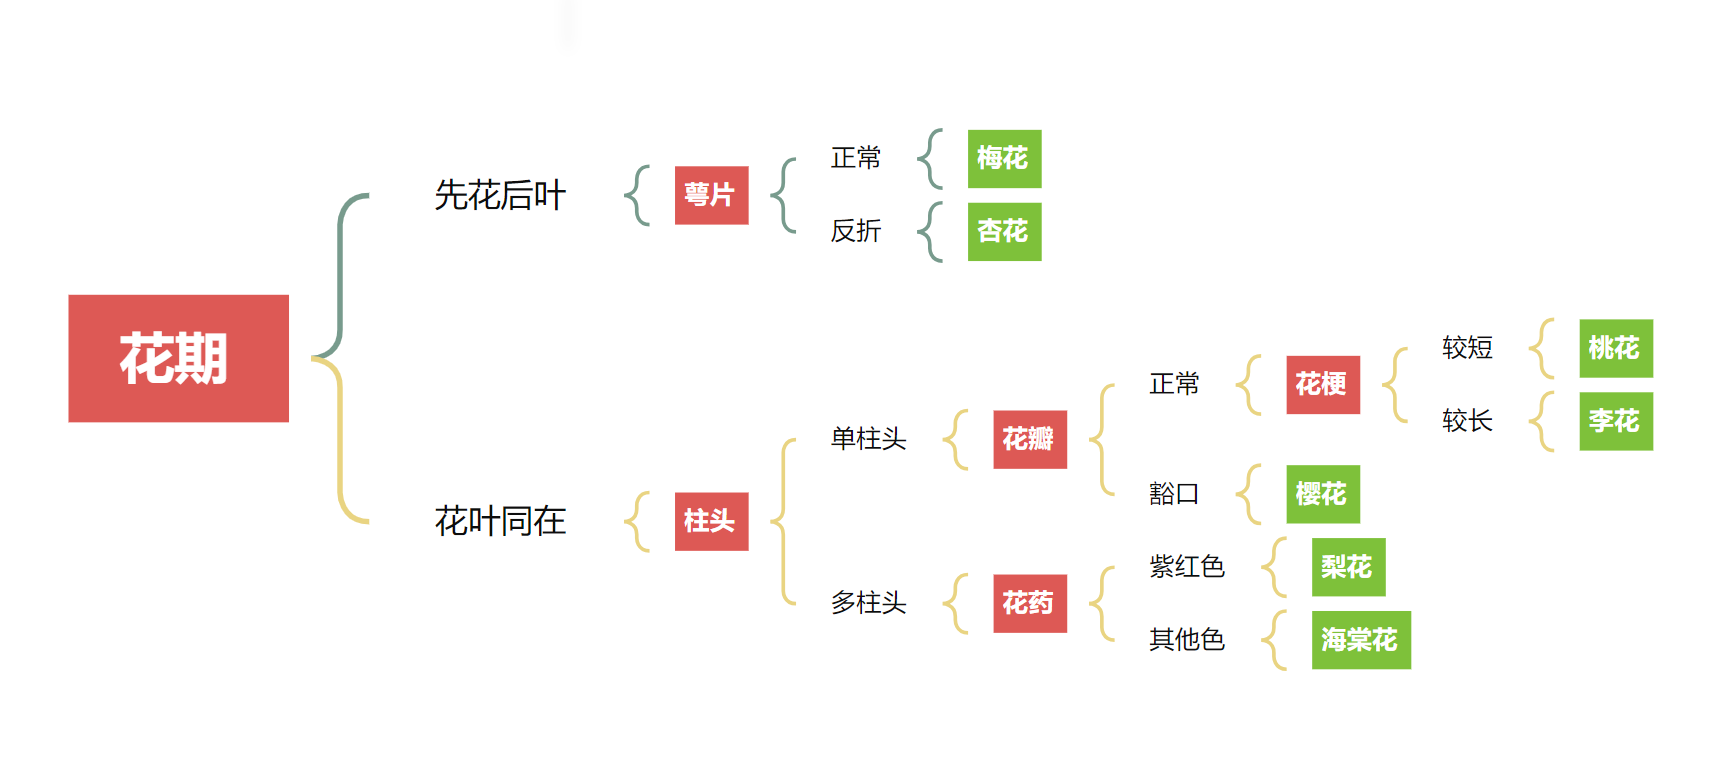 花期
先花后叶
萼片
正常
梅花
反折
杏花
花叶同在
柱头
单柱头
花瓣
正常
花梗
较短
桃花
较长
李花
豁口
樱花
多柱头
花药
紫红色
梨花
其他色
海棠花